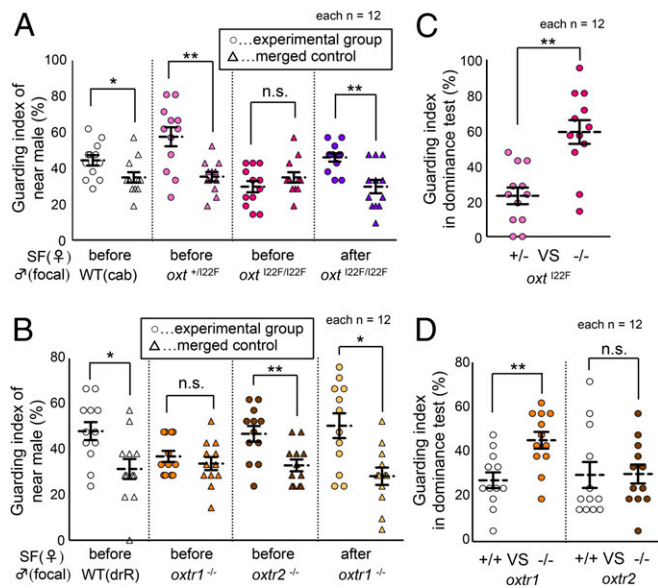 A
each n = 12
○...experimental group
△...merged control
Guarding index of
near male (%)
100
80
60
40
20
0
*
**
n.s.
**
SF(♀) before before before after
♂(focal) WT(cab) oxt +/I22F oxt I22F/I22F oxt I22F/I22F
C
each n = 12
Guarding index
in dominance test (%)
100
80
60
40
20
0
**
+/- VS -/-
oxt I22F
B
each n = 12
○...experimental group
△...merged control
Guarding index of
near male (%)
80
60
40
20
0
*
n.s.
**
*
SF(♀) before before before after
♂(focal) WT(drR) oxtr1 -/- oxtr2 -/- oxtr1 -/-
D
each n = 12
Guarding index
in dominance test (%)
80
60
40
20
0
**
n.s.
+/+ VS -/- +/+ VS -/-
oxtr1 oxtr2